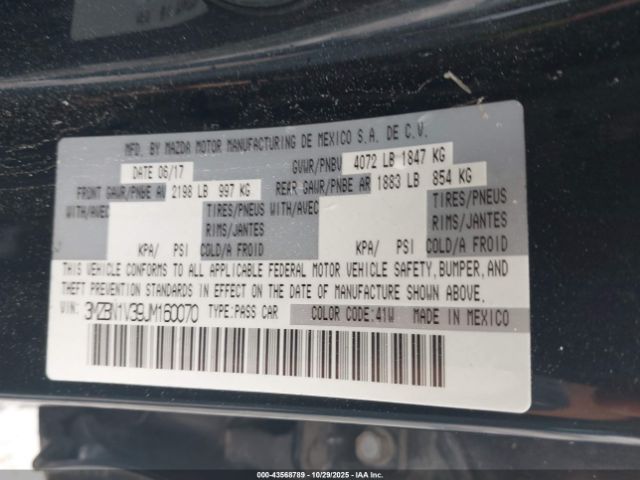 MFD. BY MAZDA MOTOR MANUFACTURING DE MEXICO S.A. DE C.V.
DATE 06/17 GVWR/PNBV 4072 LB 1847 KG
FRONT GAWR/PNBE AV 2198 LB 997 KG REAR GAWR/PNBE AR 1883 LB 854 KG
WITH/AVEC TIRES/PNEUS WITH/AVEC TIRES/PNEUS
RIMS/JANTES RIMS/JANTES
KPA/ PSI COLD/A FROID KPA/ PSI COLD/A FROID
THIS VEHICLE CONFORMS TO ALL APPLICABLE FEDERAL MOTOR VEHICLE SAFETY, BUMPER, AND
THEFT PREVENTION STANDARDS IN EFFECT ON THE DATE OF MANUFACTURE SHOWN ABOVE.
VIN: 3MZBN1V39JM160070 TYPE:PASS CAR COLOR CODE:41W MADE IN MEXICO
000-43568789 · 10/29/2025 · IAA, Inc.